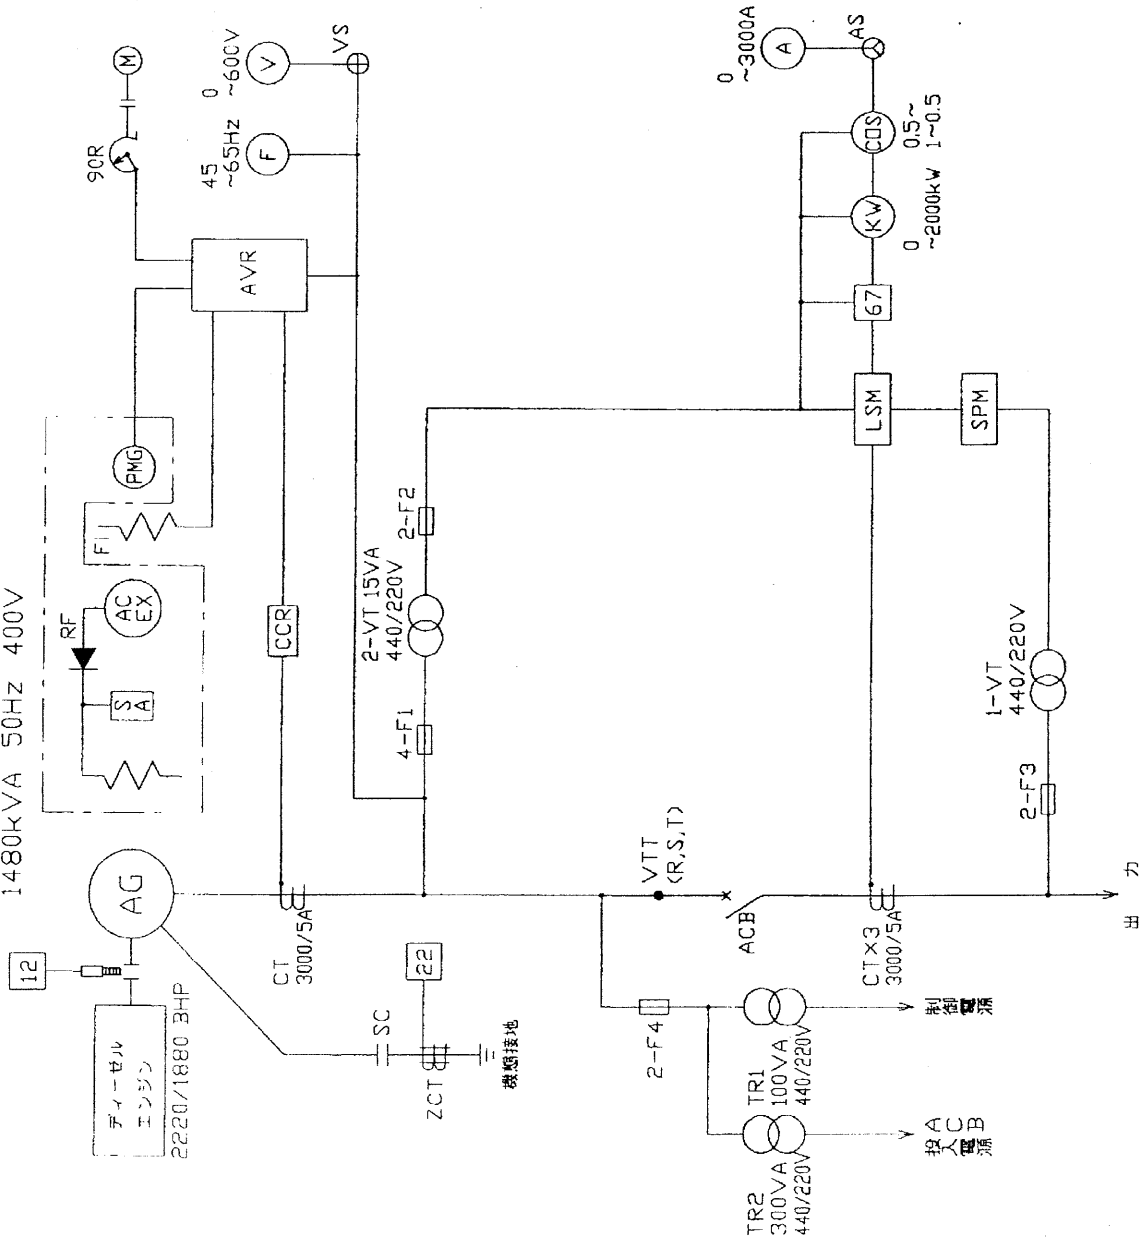 1480kVA 50Hz 400V
12
ディーゼル
エンジン
2220/1880 BHP
AG
RF
AC
EX
S
A
F
PMG
90R
M
AVR
CCR
45
~65Hz
F
0
~600V
V
VS
CT
3000/5A
SC
22
ZCT
機態接地
4-F1
2-VT 15VA
440/220V
2-F2
VTT
(R,S,T)
ACB
2-F4
TR1
100VA
440/220V
制御電源
TR2
300VA
440/220V
ACB
投入電源
CT×3
3000/5A
LSM
SPM
67
KW
0
~2000kW
COS
0.5~
1~0.5
AS
A
0
~3000A
1-VT
440/220V
2-F3
出力